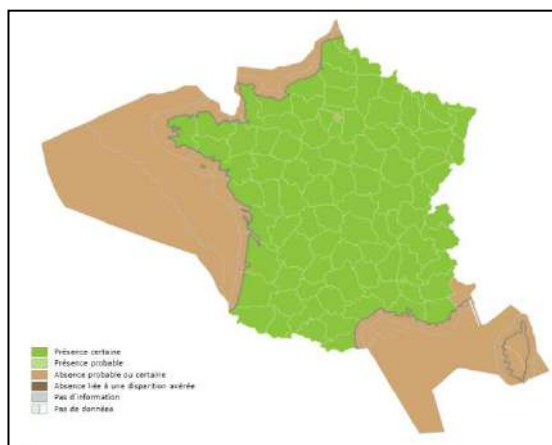 Présence certaine
Présence probable
Absence probable ou certaine
Absence liée à une disparition avérée
Pas d'information
Pas de données